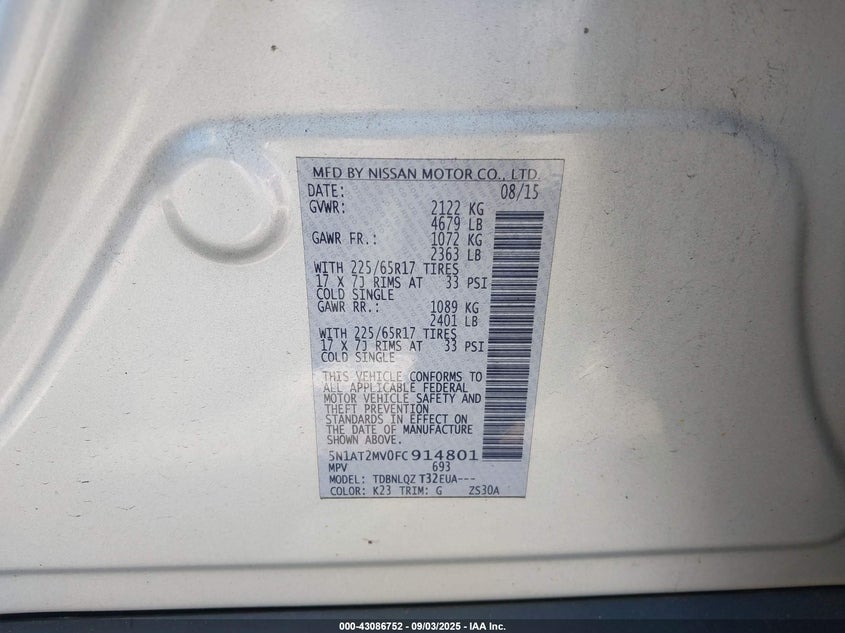 MFD BY NISSAN MOTOR CO., LTD.
DATE: 08/15
GVWR: 2122 KG
4679 LB
GAWR FR.: 1072 KG
2363 LB
WITH 225/65R17 TIRES
17 X 7J RIMS AT 33 PSI
COLD SINGLE
GAWR RR.: 1089 KG
2401 LB
WITH 225/65R17 TIRES
17 X 7J RIMS AT 33 PSI
COLD SINGLE
THIS VEHICLE CONFORMS TO
ALL APPLICABLE FEDERAL
MOTOR VEHICLE SAFETY AND
THEFT PREVENTION
STANDARDS IN EFFECT ON
THE DATE OF MANUFACTURE
SHOWN ABOVE.
5N1AT2MV0FC914801
MPV 693
MODEL: TDBNLQZ T32EUA---
COLOR: K23 TRIM: G ZS30A
000-43086752 - 09/03/2025 - IAA Inc.